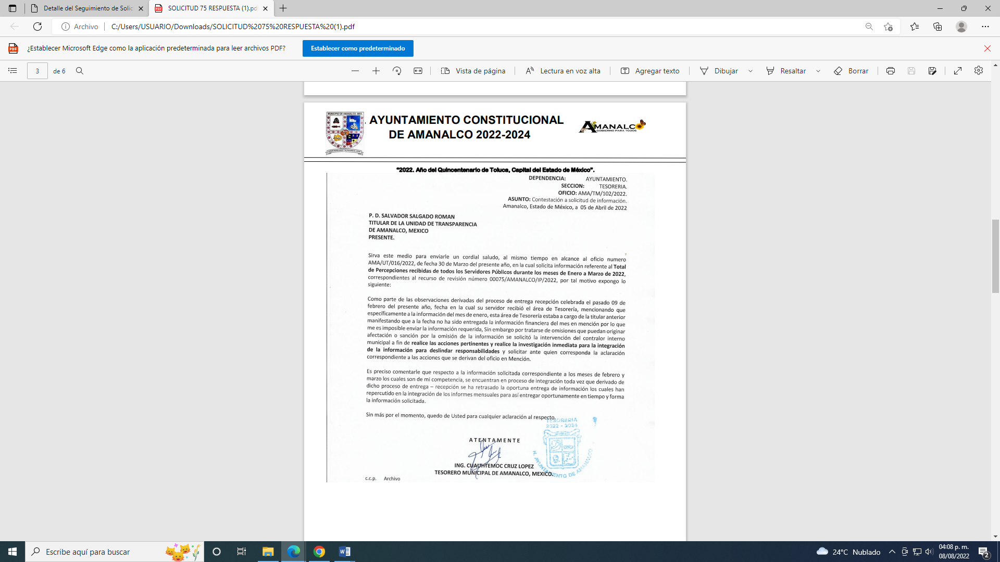 Detalle del Seguimiento de Solic
SOLICITUD 75 RESPUESTA (1).pd
Archivo
C:/Users/USUARIO/Downloads/SOLICITUD%2075%20RESPUESTA%20(1).pdf
¿Establecer Microsoft Edge como la aplicación predeterminada para leer archivos PDF?
Establecer como predeterminado
3 de 6
Vista de página
Lectura en voz alta
Agregar texto
Dibujar
Resaltar
Borrar
MUNICIPIO DE AMANALCO, MEX.
. AYUNTAMIENTO CONSTITUCIONAL
DE AMANALCO 2022-2024
AMANALCO
GOBIERNO PARA TODOS
“2022. Año del Quincentenario de Toluca, Capital del Estado de México”.
DEPENDENCIA: AYUNTAMIENTO.
SECCION: TESORERIA.
OFICIO: AMA/TM/102/2022.
ASUNTO: Contestación a solicitud de información.
Amanalco, Estado de México, a 05 de Abril de 2022
P. D. SALVADOR SALGADO ROMAN
TITULAR DE LA UNIDAD DE TRANSPARENCIA
DE AMANALCO, MEXICO
PRESENTE.
Sirva este medio para enviarle un cordial saludo, al mismo tiempo en alcance al oficio numero
AMA/UT/016/2022, de fecha 30 de Marzo del presente año, en la cual solicita información referente al Total
de Percepciones recibidas de todos los Servidores Públicos durante los meses de Enero a Marzo de 2022,
correspondientes al recurso de revisión número 00075/AMANALCO/IP/2022, por tal motivo expongo lo
siguiente:
Como parte de las observaciones derivadas del proceso de entrega recepción celebrada el pasado 09 de
febrero del presente año, fecha en la cual su servidor recibió el área de Tesorería, mencionando que
específicamente a la información del mes de enero, esta área de Tesorería estaba a cargo de la titular anterior
manifestando que a la fecha no ha sido entregada la información financiera del mes en mención por lo que
me es imposible enviar la información requerida, Sin embargo por tratarse de omisiones que puedan originar
afectación o sanción por la omisión de la información se solicitó la intervención del contralor interno
municipal a fin de realice las acciones pertinentes y realice la investigación inmediata para la integración
de la información para deslindar responsabilidades y solicitar ante quien corresponda la aclaración
correspondiente a las acciones que se derivan del oficio en Mención.
Es preciso comentarle que respecto a la información solicitada correspondiente a los meses de febrero y
marzo los cuales son de mi competencia, se encuentran en proceso de integración toda vez que derivado de
dicho proceso de entrega – recepción se ha retrasado la oportuna entrega de información los cuales han
repercutido en la integración de los informes mensuales para así entregar oportunamente en tiempo y forma
la información solicitada.
Sin más por el momento, quedo de Usted para cualquier aclaración al respecto.
TESORERIA
2022 - 2024
H. AYUNTAMIENTO DE AMANALCO
A T E N T A M E N T E
ING. CUAUHTEMOC CRUZ LOPEZ
TESORERO MUNICIPAL DE AMANALCO, MEXICO.
c.c.p. Archivo
Escribe aquí para buscar
24°C Nublado
04:08 p. m.
08/08/2022
2